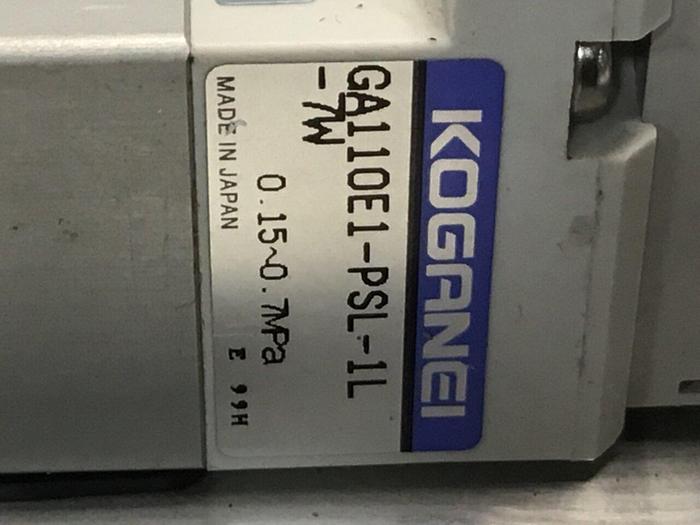 KOGANEI
GA110E1-PSL-1L
-7W
0.15~0.7MPa
MADE IN JAPAN E 99H